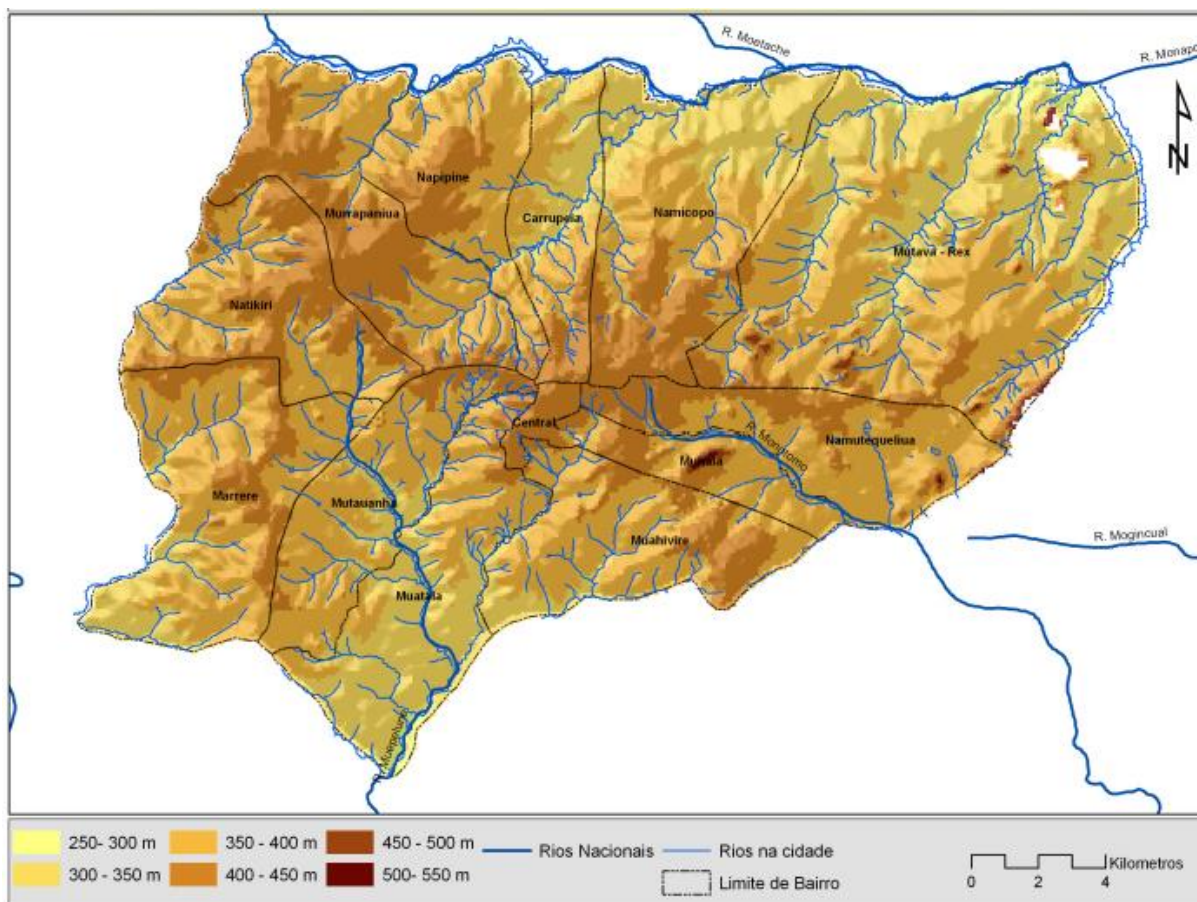 R. Moetache
R. Monapo
N
Napipine
Murrapaniua
Carrupeia
Namicopo
Mutava - Rex
Natikiri
Central
R. Monhomo
Namutequeliua
Muhala
Marrere
Mutauanha
Muahivire
R. Mogincual
Muatala
250- 300 m
350 - 400 m
450 - 500 m
Rios Nacionais
Rios na cidade
Kilometros
300 - 350 m
400 - 450 m
500- 550 m
Limite de Bairro
0 2 4